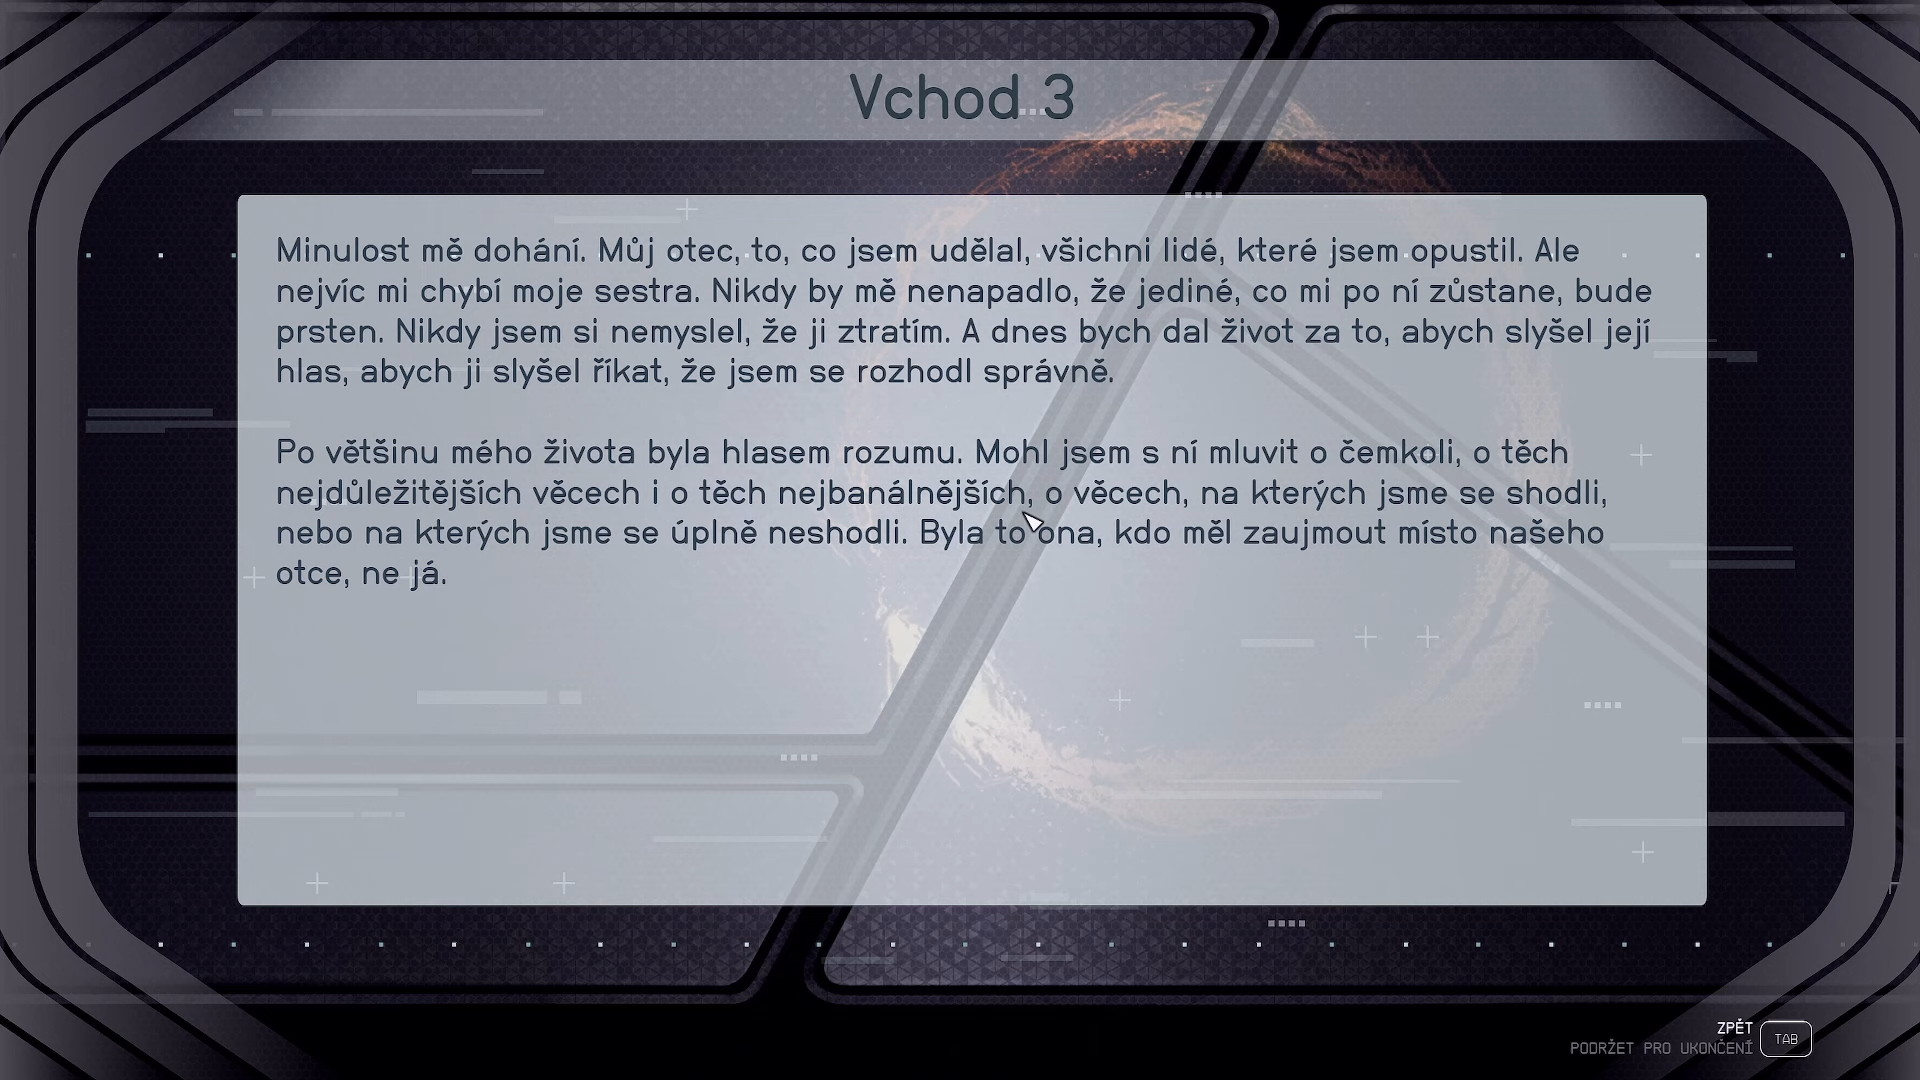 Vchod 3
Minulost mě dohání. Můj otec, to, co jsem udělal, všichni lidé, které jsem opustil. Ale
nejvíc mi chybí moje sestra. Nikdy by mě nenapadlo, že jediné, co mi po ní zůstane, bude
prsten. Nikdy jsem si nemyslel, že ji ztratím. A dnes bych dal život za to, abych slyšel její
hlas, abych ji slyšel říkat, že jsem se rozhodl správně.
Po většinu mého života byla hlasem rozumu. Mohl jsem s ní mluvit o čemkoli, o těch
nejdůležitějších věcech i o těch nejbanálnějších, o věcech, na kterých jsme se shodli,
nebo na kterých jsme se úplně neshodli. Byla to ona, kdo měl zaujmout místo našeho
otce, ne já.
ZPĚT
PODRŽET PRO UKONČENÍ
TAB